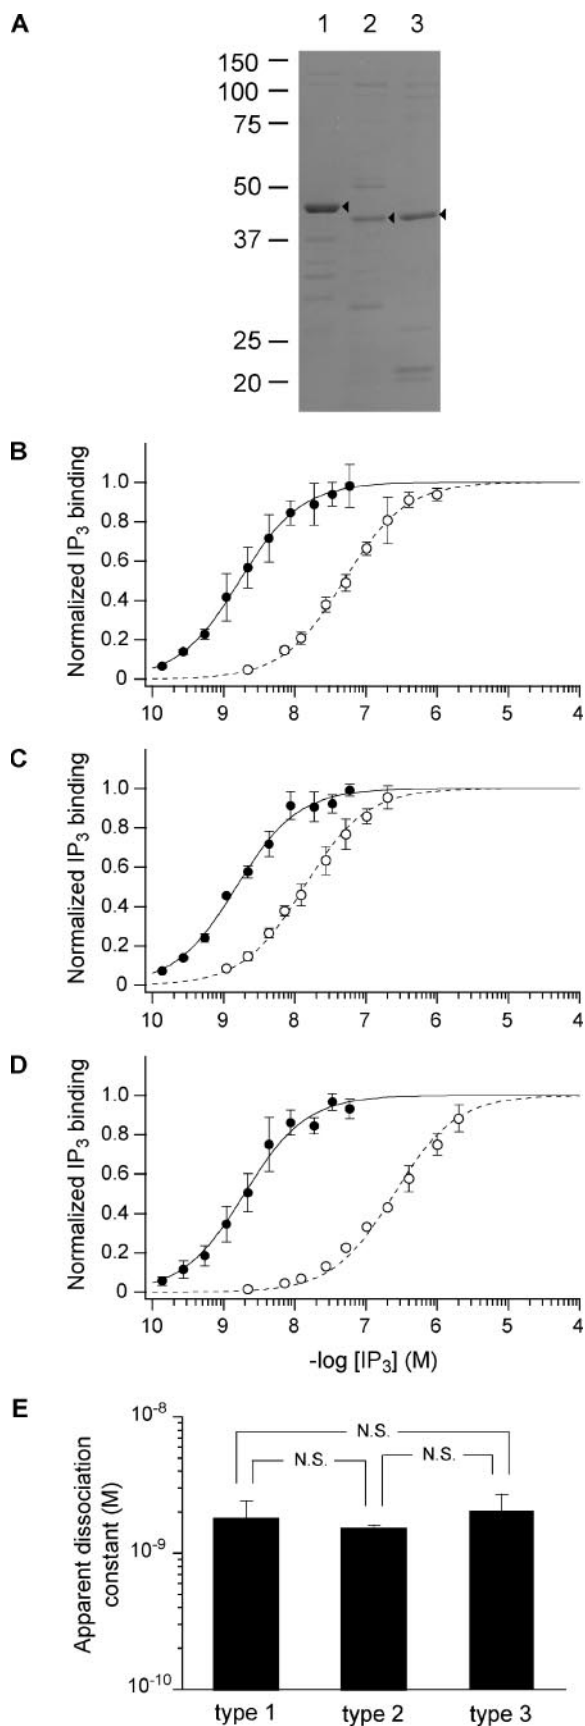 A
1 2 3
150
100
75
50
37
25
20
B
Normalized IP3 binding
1.0
0.8
0.6
0.4
0.2
0
10 9 8 7 6 5 4
C
Normalized IP3 binding
1.0
0.8
0.6
0.4
0.2
0
10 9 8 7 6 5 4
D
Normalized IP3 binding
1.0
0.8
0.6
0.4
0.2
0
10 9 8 7 6 5 4
-log [IP3] (M)
E
Apparent dissociation
constant (M)
10-8
10-9
10-10
N.S.
N.S. N.S.
type 1 type 2 type 3